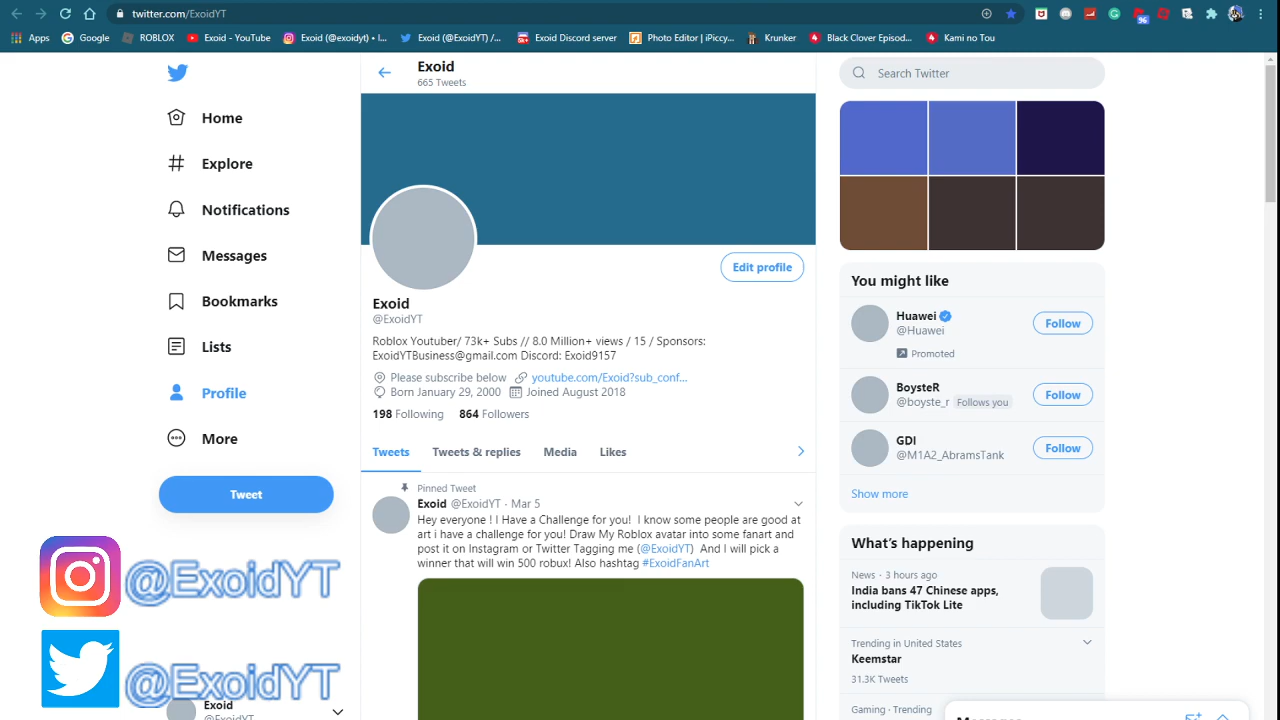 twitter.com/ExoidYT
96
Apps
Google
ROBLOX
Exoid - YouTube
Exoid (@exoidyt) • I...
Exoid (@ExoidYT) /...
Exoid Discord server
Photo Editor | iPiccy...
Krunker
Black Clover Episod...
Kami no Tou
Home
Explore
Notifications
Messages
Bookmarks
Lists
Profile
More
Tweet
@ExoidYT
@ExoidYT
Exoid
@ExoidYT
Exoid
665 Tweets
Edit profile
Exoid
@ExoidYT
Roblox Youtuber/ 73k+ Subs // 8.0 Million+ views / 15 / Sponsors:
ExoidYTBusiness@gmail.com Discord: Exoid9157
Please subscribe below youtube.com/Exoid?sub_conf...
Born January 29, 2000 Joined August 2018
198 Following 864 Followers
Tweets Tweets & replies Media Likes
Pinned Tweet
Exoid @ExoidYT · Mar 5
Hey everyone ! I Have a Challenge for you! I know some people are good at
art i have a challenge for you! Draw My Roblox avatar into some fanart and
post it on Instagram or Twitter Tagging me (@ExoidYT) And I will pick a
winner that will win 500 robux! Also hashtag #ExoidFanArt
Search Twitter
You might like
Huawei
@Huawei
Follow
Promoted
BoysteR
@boyste_r Follows you
Follow
GDI
@M1A2_AbramsTank
Follow
Show more
What's happening
News · 3 hours ago
India bans 47 Chinese apps,
including TikTok Lite
Trending in United States
Keemstar
31.3K Tweets
Gaming · Trending